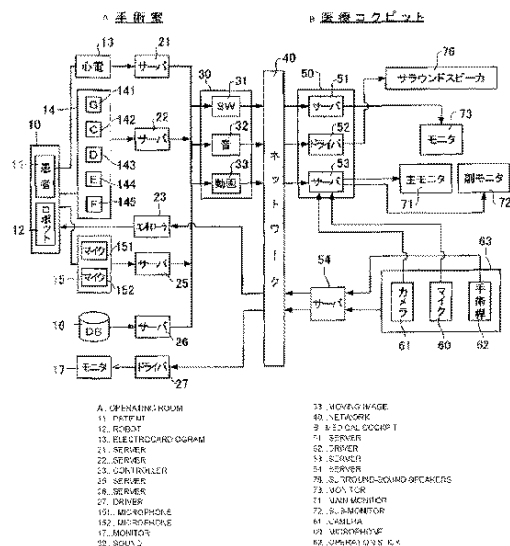 A 手術室
B 医療コクピット
13
心電
21
サーバ
14
141
G
142
C
143
D
144
E
145
F
22
サーバ
10
11
患者
12
ロボット
23
15
マイク
151
マイク
152
サーバ
25
16
DB
サーバ
26
17
モニタ
ドライバ
27
30
31
SW
32
音
33
動画
40
ネットワーク
50
51
サーバ
52
ドライバ
53
サーバ
54
サーバ
76
サラウンドスピーカ
73
モニタ
主モニタ
71
副モニタ
72
63
カメラ
61
マイク
60
手術桿
62
A.. OPERATING ROOM
11.. PATIENT
12.. ROBOT
13.. ELECTROCARDIOGRAM
21.. SERVER
22.. SERVER
23.. CONTROLLER
25.. SERVER
26.. SERVER
27.. DRIVER
151.. MICROPHONE
152.. MICROPHONE
17.. MONITOR
32.. SOUND
33.. MOVING IMAGE
40.. NETWORK
B.. MEDICAL COCKPIT
51.. SERVER
52.. DRIVER
53.. SERVER
54.. SERVER
76.. SURROUND-SOUND SPEAKERS
73.. MONITOR
71.. MAIN MONITOR
72.. SUB-MONITOR
61.. CAMERA
60.. MICROPHONE
62.. OPERATION STICK